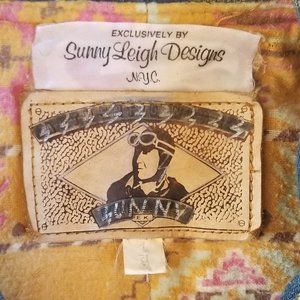 EXCLUSIVELY BY
Sunny Leigh Designs
N.Y.C.
SUNNY